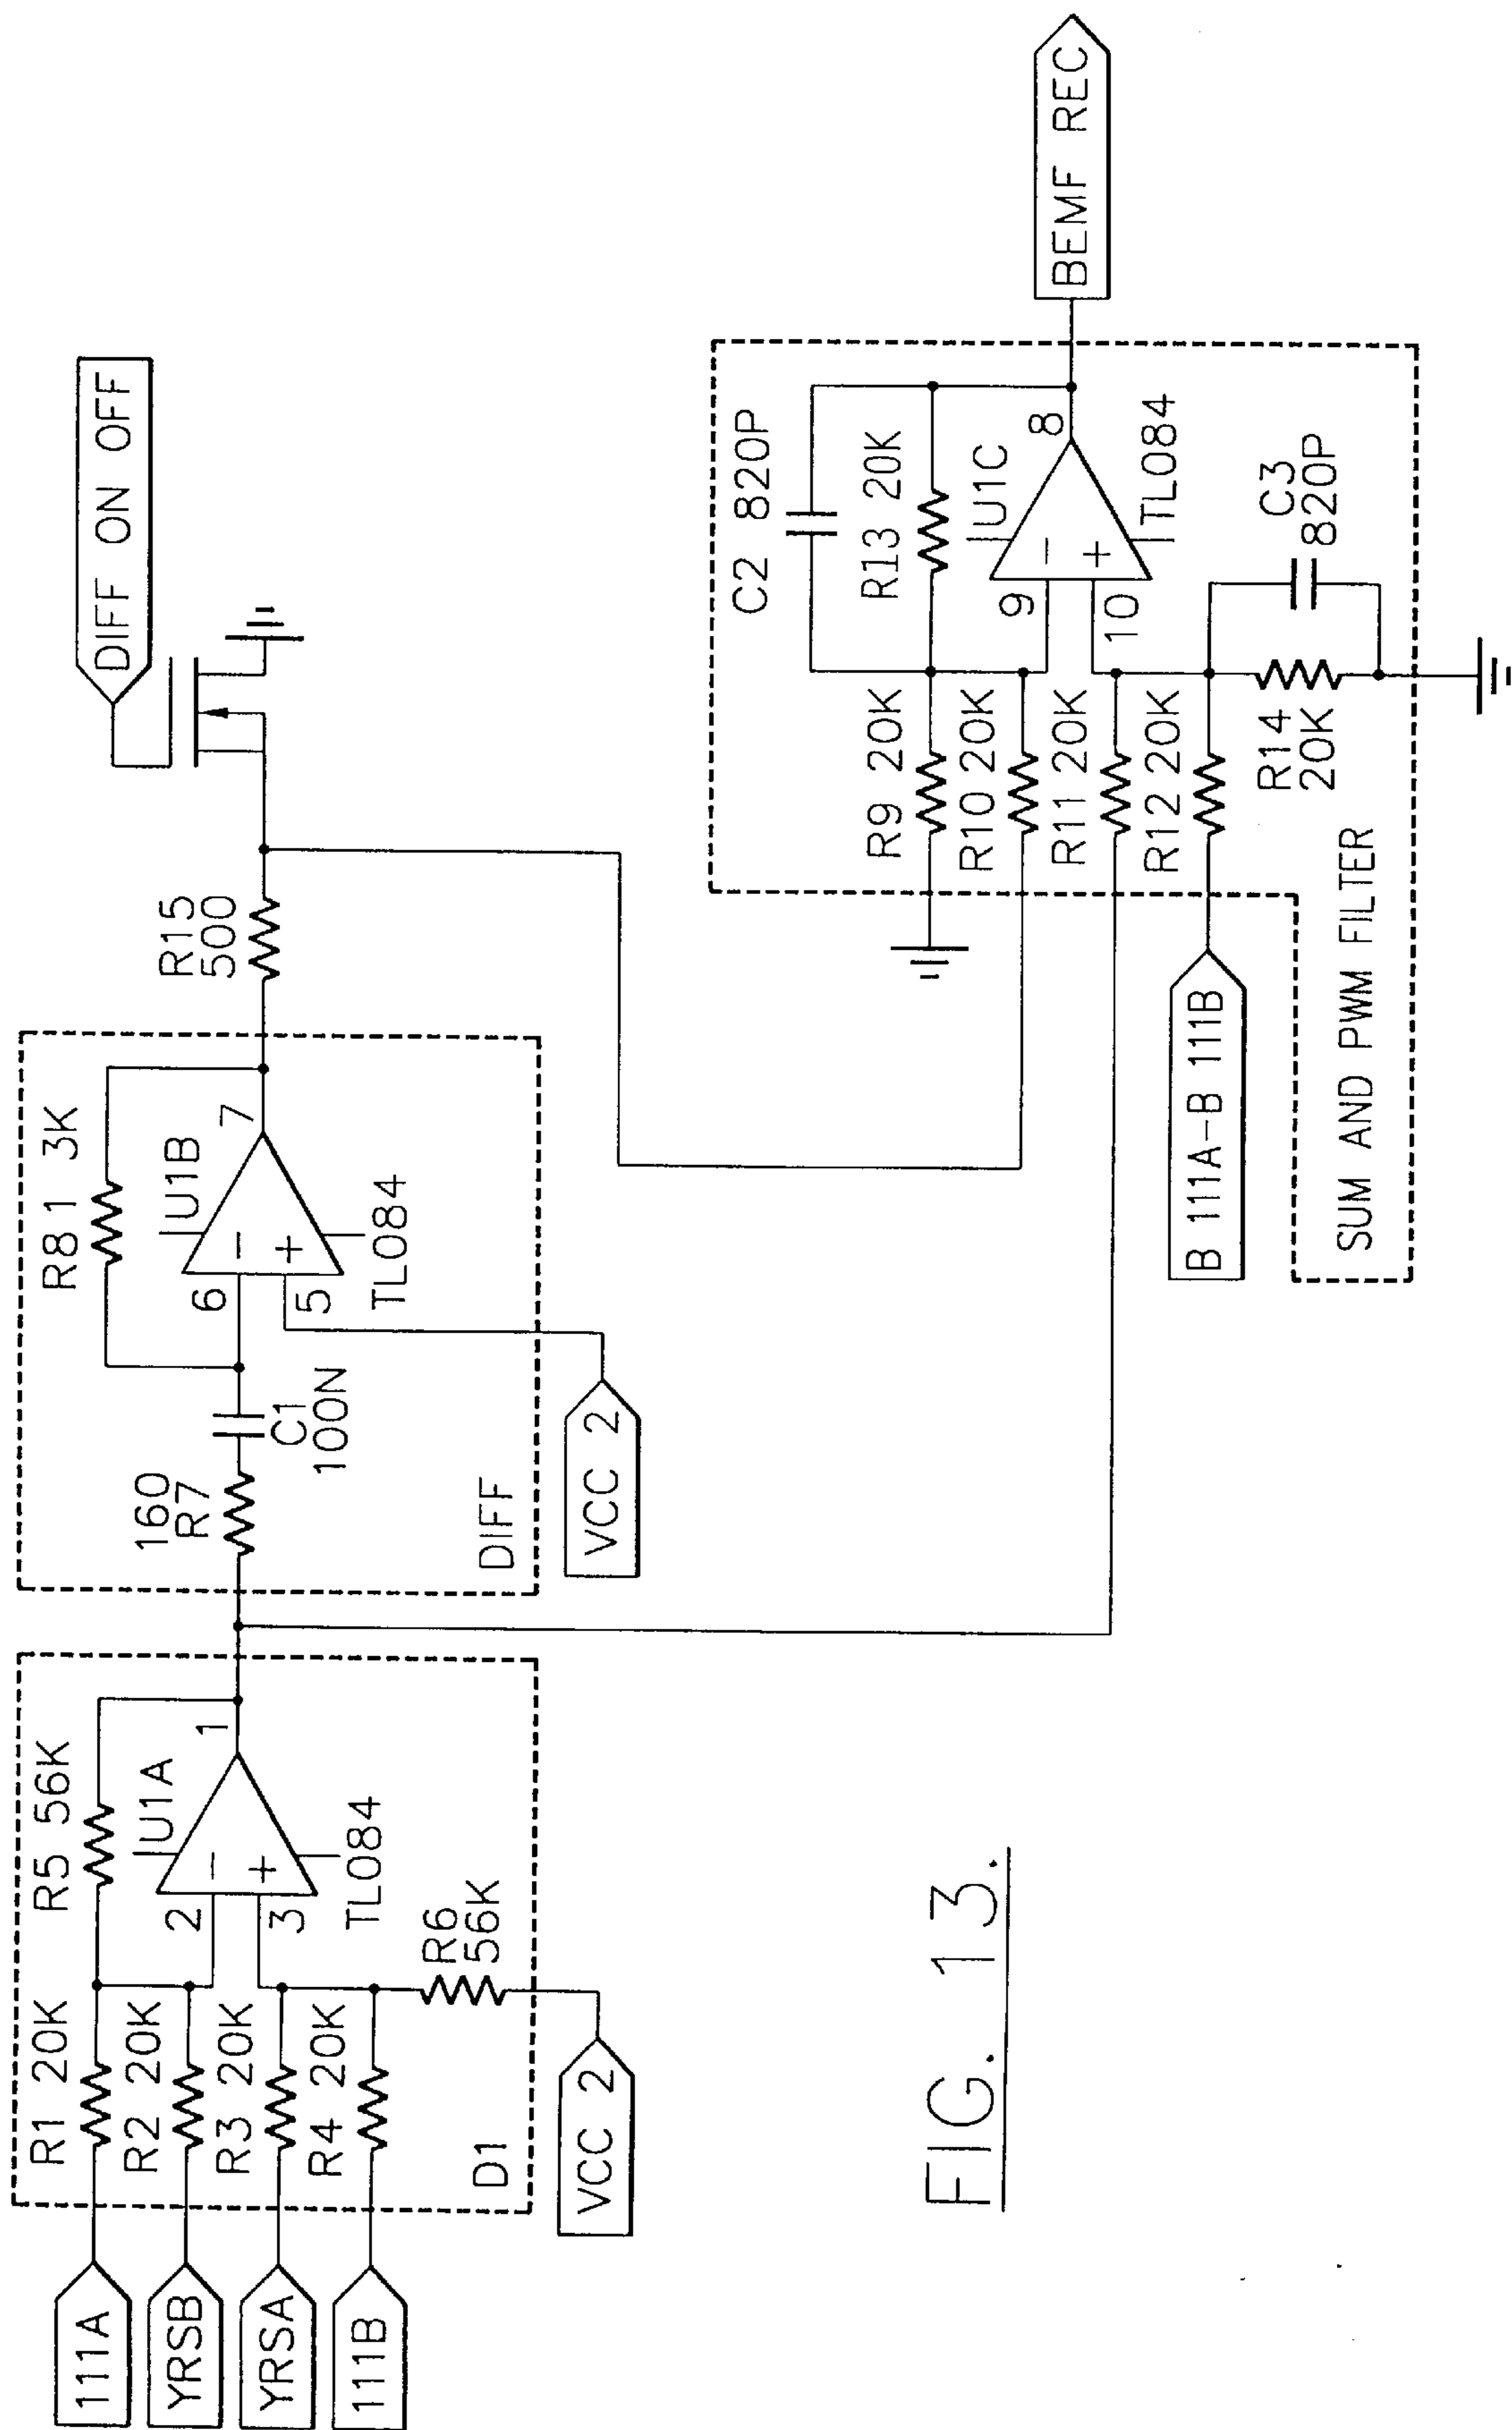 111A
YRSB
YRSA
111B
R1 20K
R2 20K
R3 20K
R4 20K
R5 56K
2
3
1
U1A
TL084
R6
56K
D1
VCC 2
160
R7
C1
100N
R8 1 3K
6
5
7
U1B
TL084
DIFF
VCC 2
R15
500
DIFF ON OFF
C2 820P
R13 20K
R9 20K
R10 20K
R11 20K
R12 20K
9
10
8
U1C
TL084
R14
20K
C3
820P
B 111A-B 111B
SUM AND PWM FILTER
BEMF REC
FIG. 13.